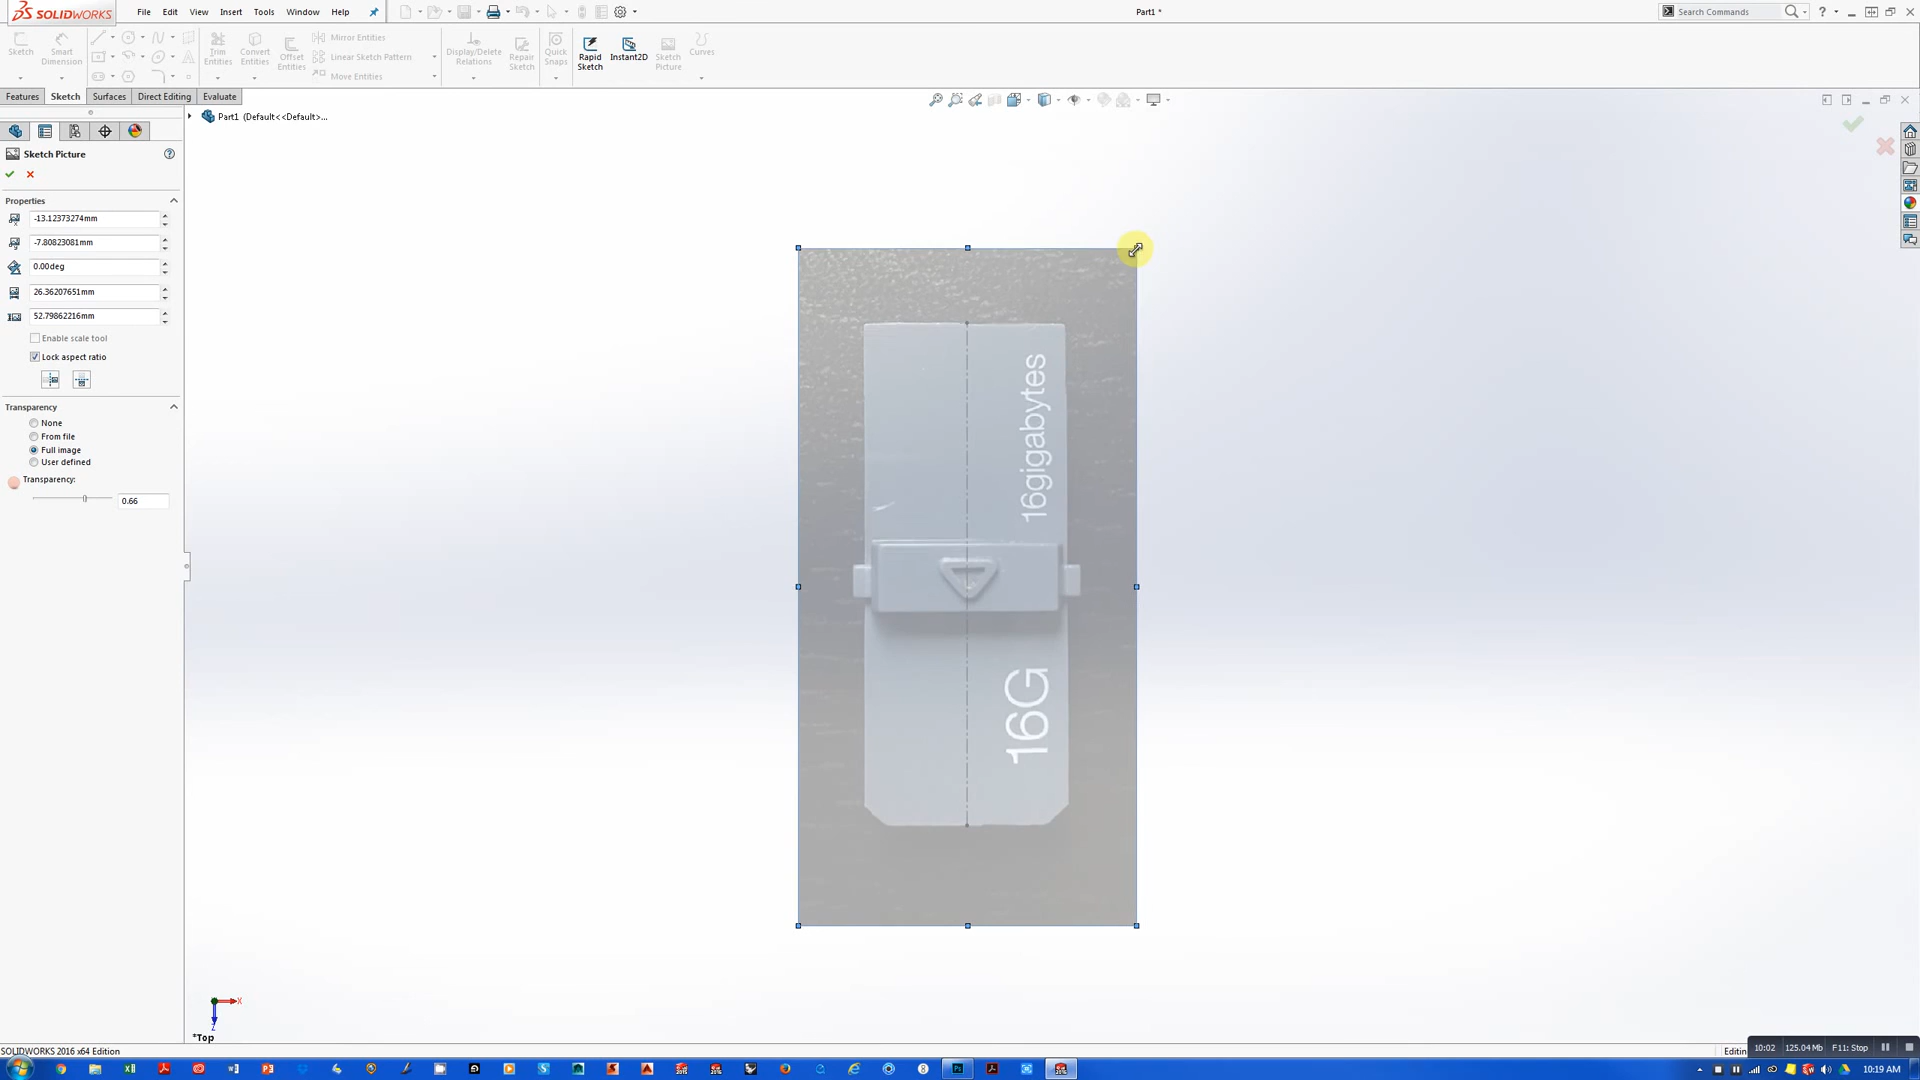 SOLIDWORKS File Edit View Insert Tools Window Help Part1 * Search Commands
Sketch Smart Dimension Trim Entities Convert Entities Offset Entities Mirror Entities Linear Sketch Pattern Move Entities Display/Delete Relations Repair Sketch Quick Snaps Rapid Sketch Instant2D Sketch Picture Curves
Features Sketch Surfaces Direct Editing Evaluate
Part1 (Default<<Default>...
Sketch Picture
Properties
-13.12373274mm
-7.80823081mm
0.00deg
26.36207651mm
52.79862216mm
Enable scale tool
Lock aspect ratio
Transparency
None
From file
Full image
User defined
Transparency:
0.66
16gigabytes
16G
X
Z
*Top
SOLIDWORKS 2016 x64 Edition
Editin 10:02 125.04 Mb F11: Stop
10:19 AM